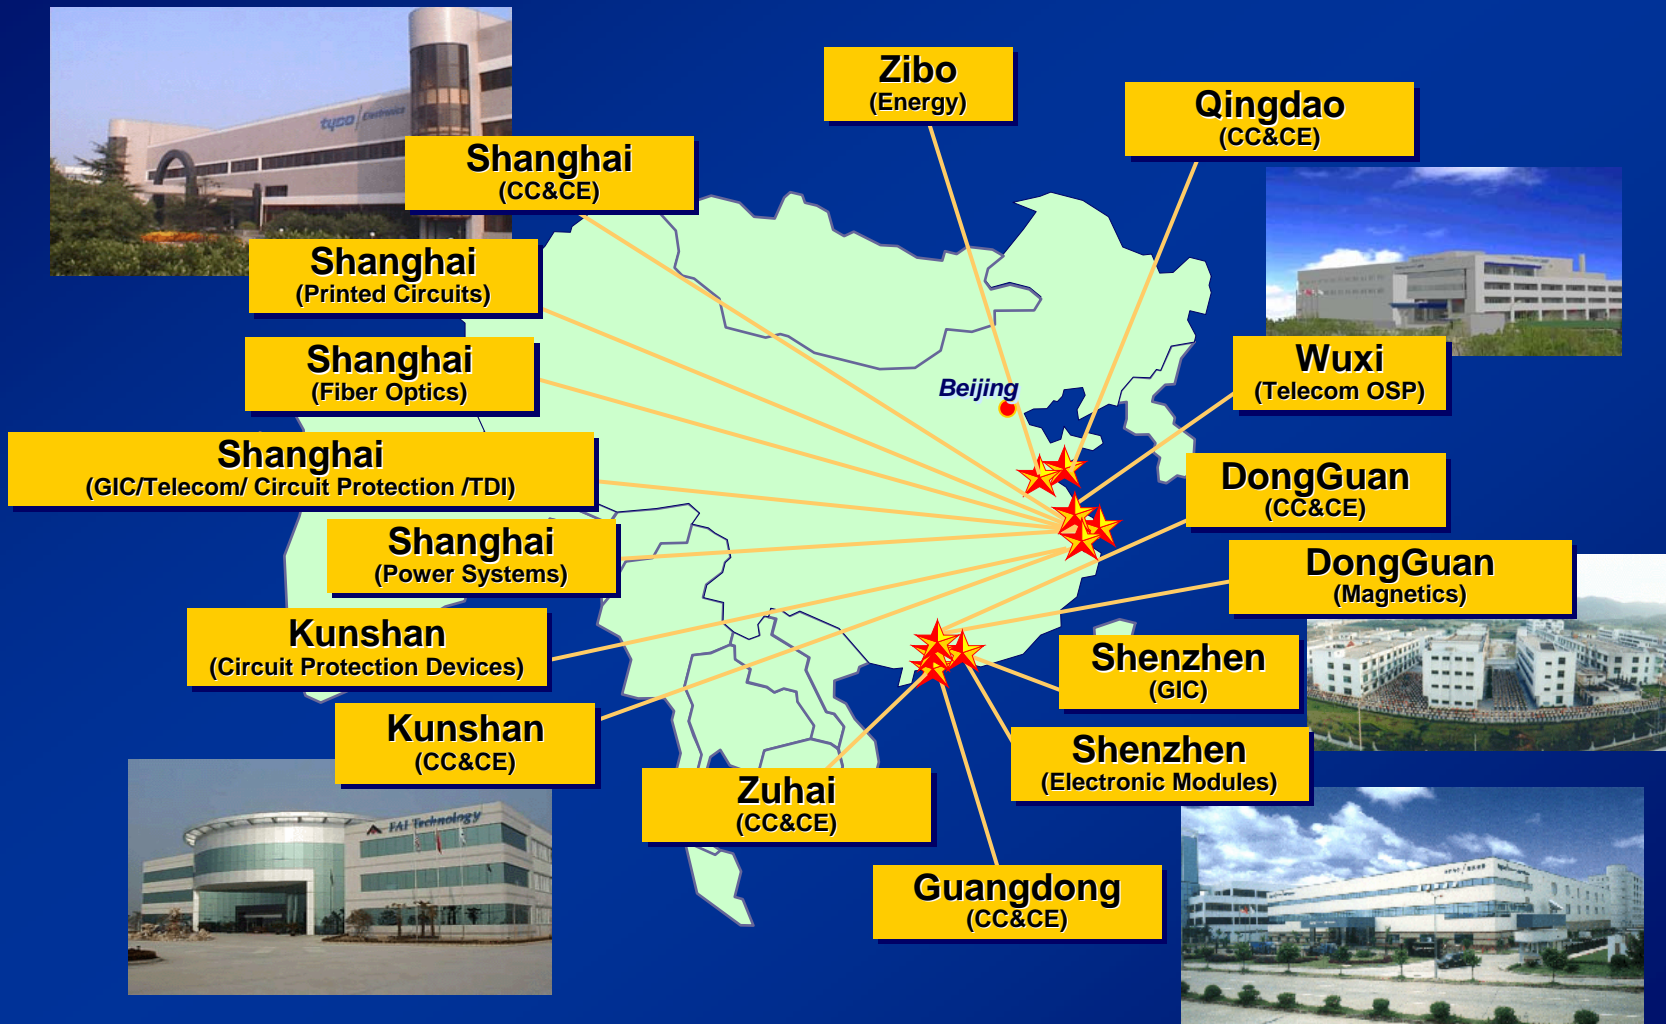 tyco / Electronics
Zibo
(Energy)
Qingdao
(CC&CE)
Shanghai
(CC&CE)
Shanghai
(Printed Circuits)
Shanghai
(Fiber Optics)
Shanghai
(GIC/Telecom/ Circuit Protection /TDI)
Shanghai
(Power Systems)
Kunshan
(Circuit Protection Devices)
Kunshan
(CC&CE)
Beijing
Wuxi
(Telecom OSP)
DongGuan
(CC&CE)
DongGuan
(Magnetics)
Shenzhen
(GIC)
Shenzhen
(Electronic Modules)
Zuhai
(CC&CE)
Guangdong
(CC&CE)
FAI Technology